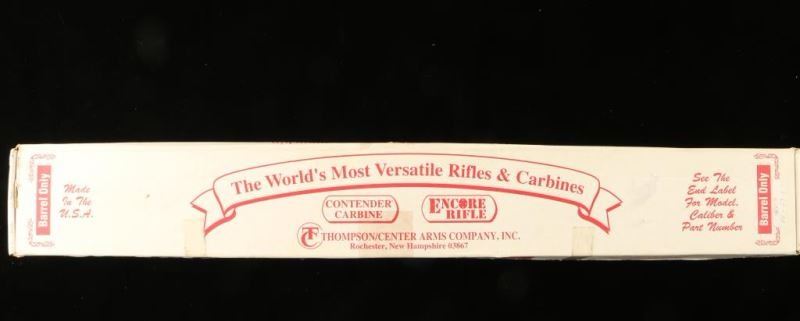 Barrel Only
Made
In The
U.S.A.
The World's Most Versatile Rifles & Carbines
CONTENDER
CARBINE
ENCORE
RIFLE
TC THOMPSON/CENTER ARMS COMPANY, INC.
Rochester, New Hampshire 03867
See The
End Label
For Model.
Caliber &
Part Number
Barrel Only